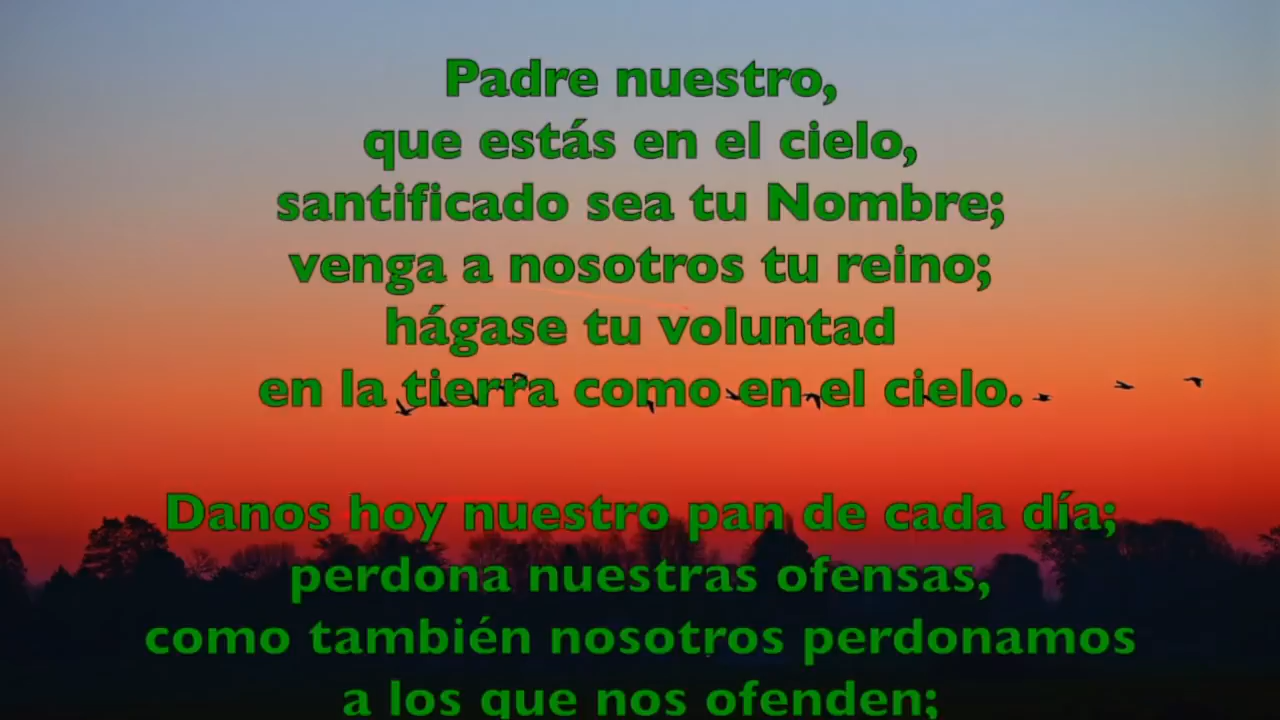 Padre nuestro,
que estás en el cielo,
santificado sea tu Nombre;
venga a nosotros tu reino;
hágase tu voluntad
en la tierra como en el cielo.
Danos hoy nuestro pan de cada día;
perdona nuestras ofensas,
como también nosotros perdonamos
a los que nos ofenden;